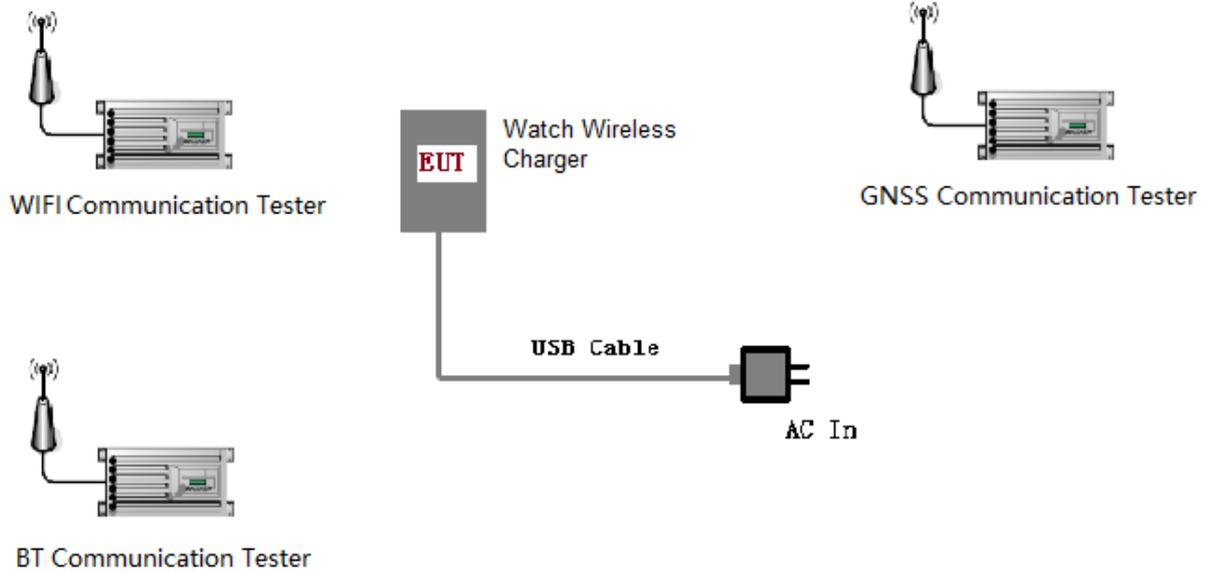 WIFI Communication Tester
EUT
Watch Wireless
Charger
GNSS Communication Tester
USB Cable
AC In
BT Communication Tester